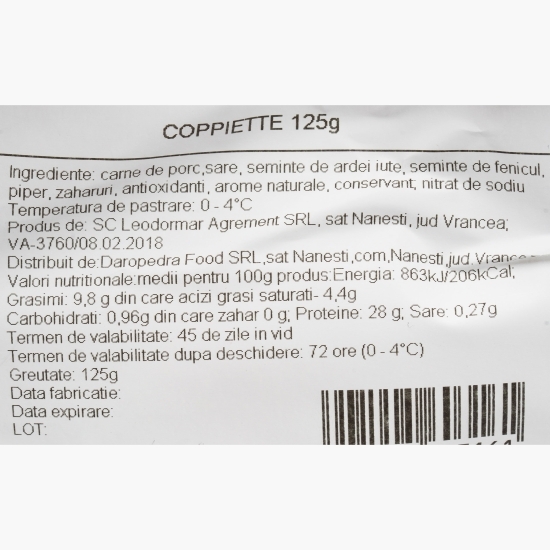 COPPIETTE 125g
Ingrediente: carne de porc,sare, seminte de ardei iute, seminte de fenicul,
piper, zaharuri, antioxidanti, arome naturale, conservant; nitrat de sodiu
Temperatura de pastrare: 0 - 4°C
Produs de: SC Leodormar Agrement SRL, sat Nanesti, jud Vrancea;
VA-3760/08.02.2018
Distribuit de:Daropedra Food SRL,sat Nanesti,com,Nanesti,jud.Vrancea
Valori nutritionale:medii pentru 100g produs:Energia: 863kJ/206kCal;
Grasimi: 9,8 g din care acizi grasi saturati- 4,4g
Carbohidrati: 0,96g din care zahar 0 g; Proteine: 28 g; Sare: 0,27g
Termen de valabilitate: 45 de zile in vid
Termen de valabilitate dupa deschidere: 72 ore (0 - 4°C)
Greutate: 125g
Data fabricatie:
Data expirare:
LOT: